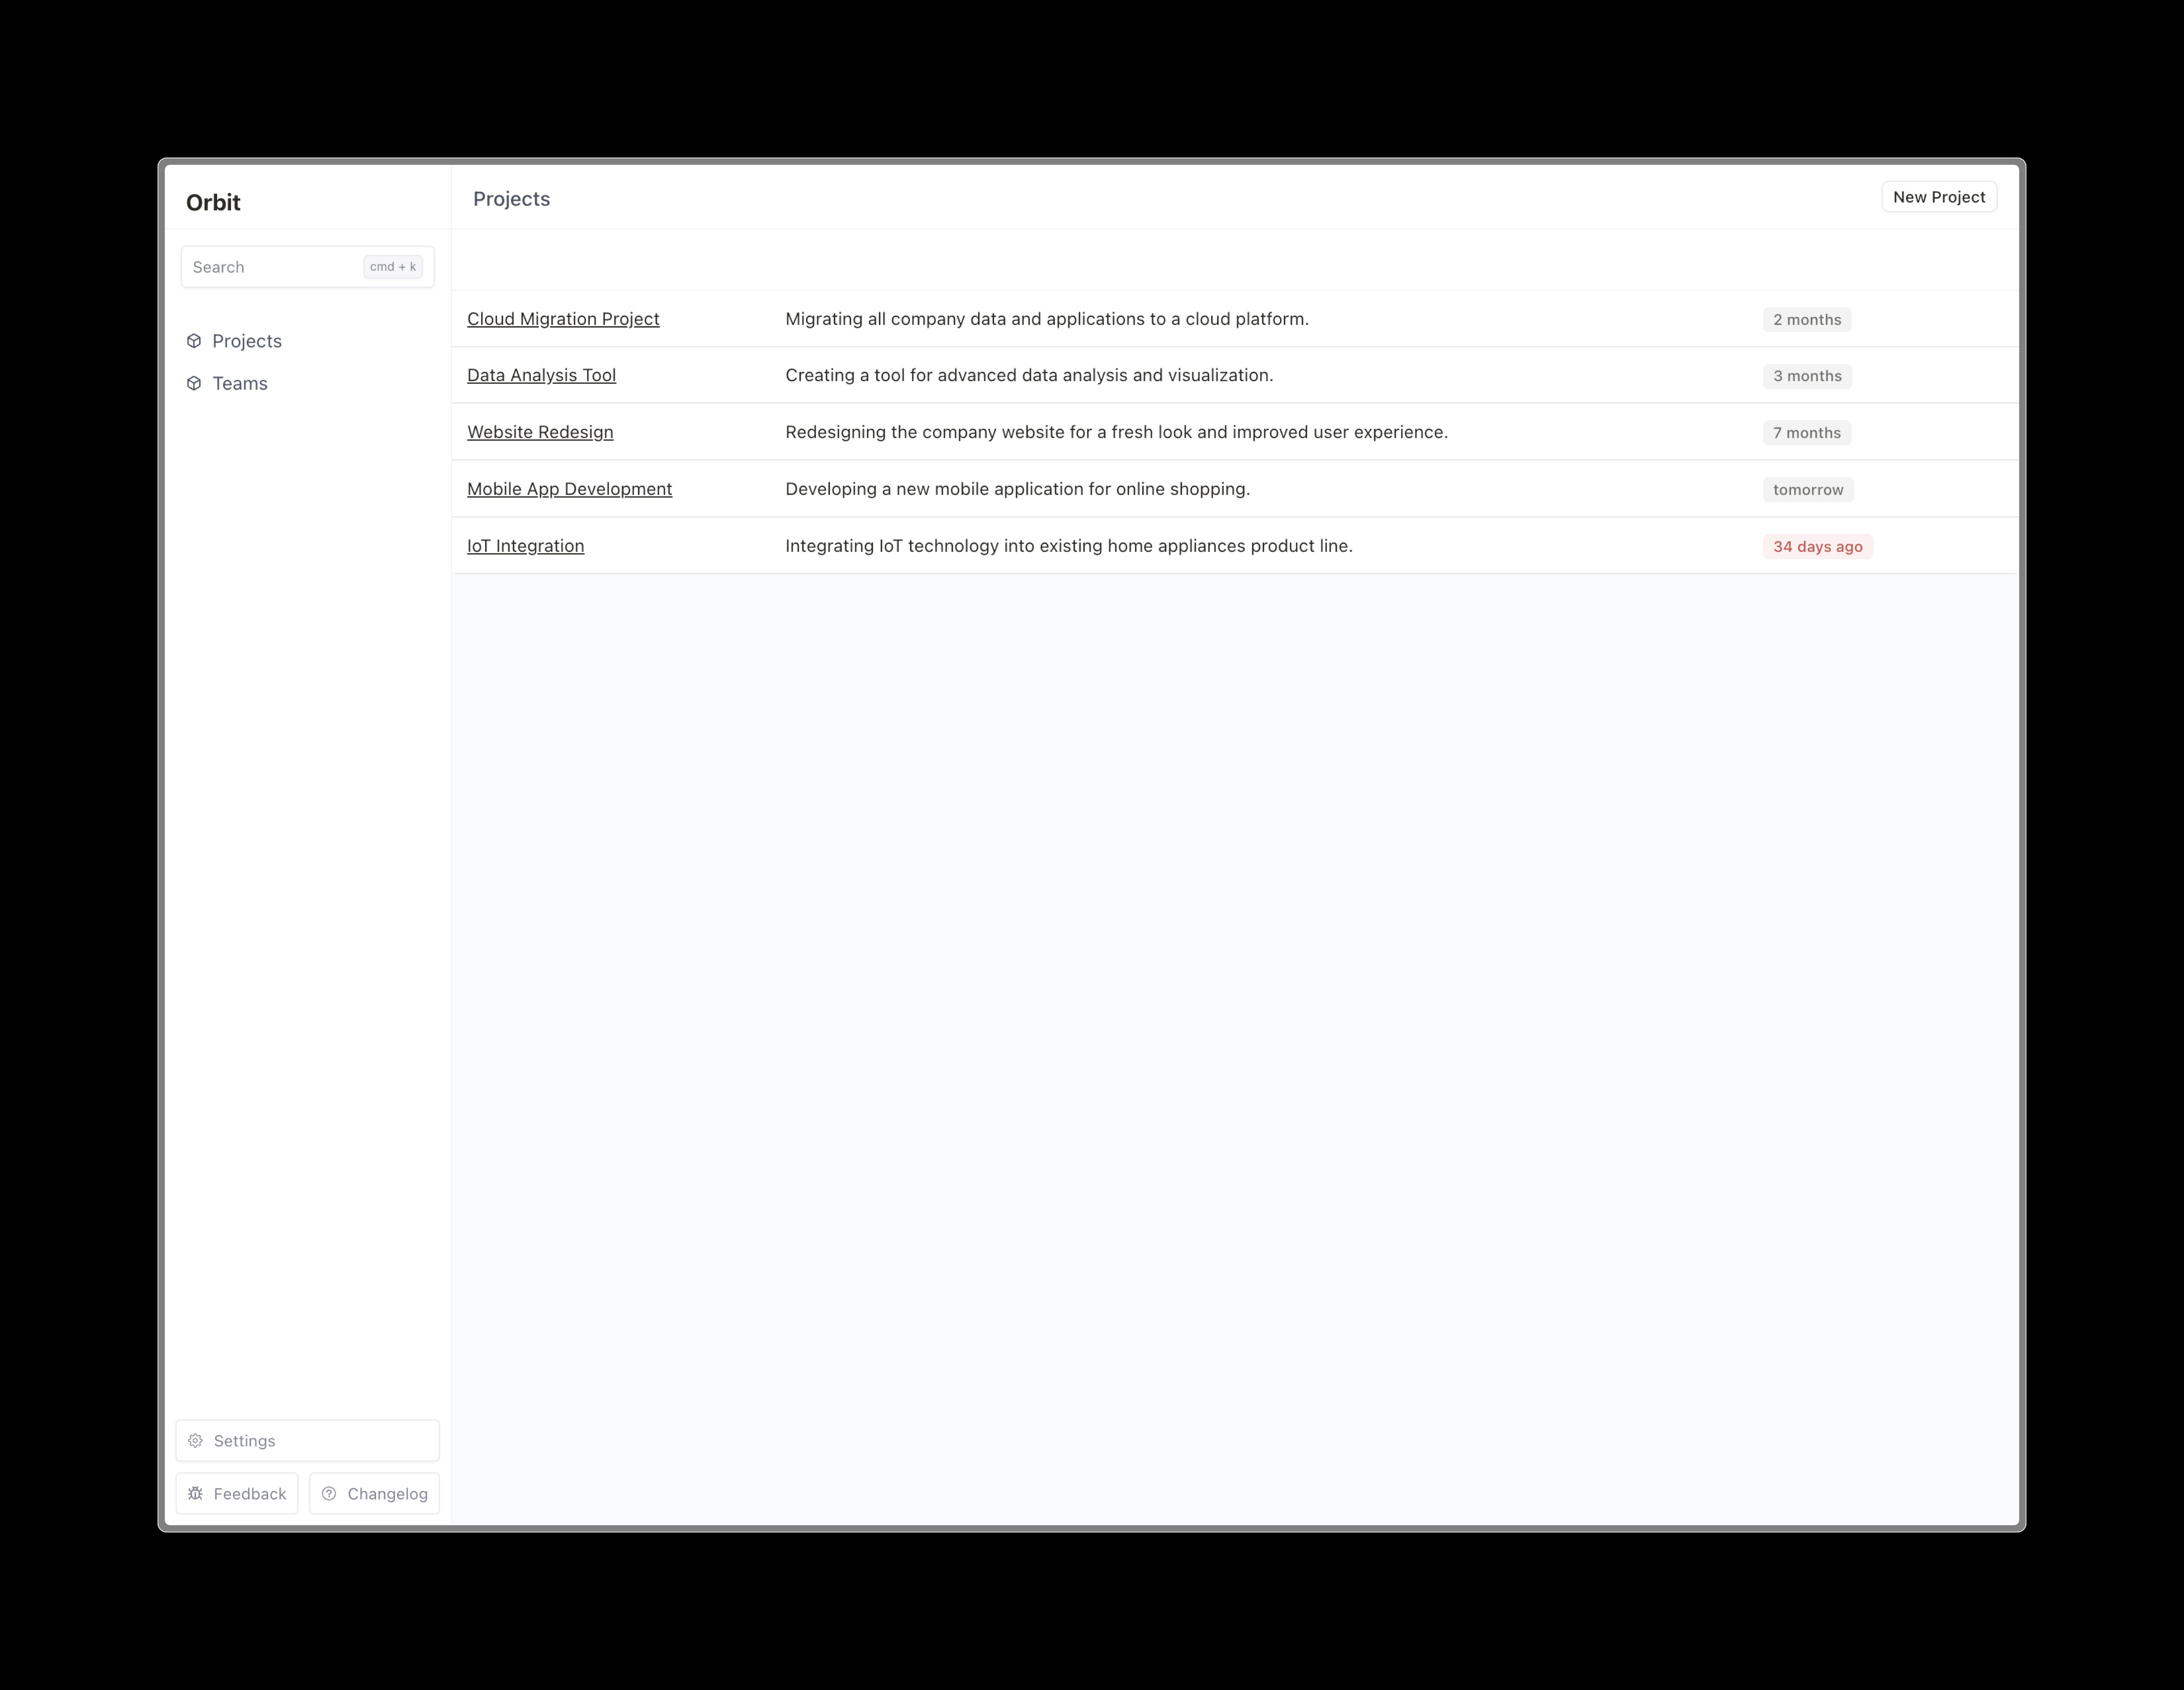 Orbit
Projects
New Project
Search
cmd + k
Projects
Teams
Cloud Migration Project Migrating all company data and applications to a cloud platform. 2 months
Data Analysis Tool Creating a tool for advanced data analysis and visualization. 3 months
Website Redesign Redesigning the company website for a fresh look and improved user experience. 7 months
Mobile App Development Developing a new mobile application for online shopping. tomorrow
IoT Integration Integrating IoT technology into existing home appliances product line. 34 days ago
Settings
Feedback
Changelog